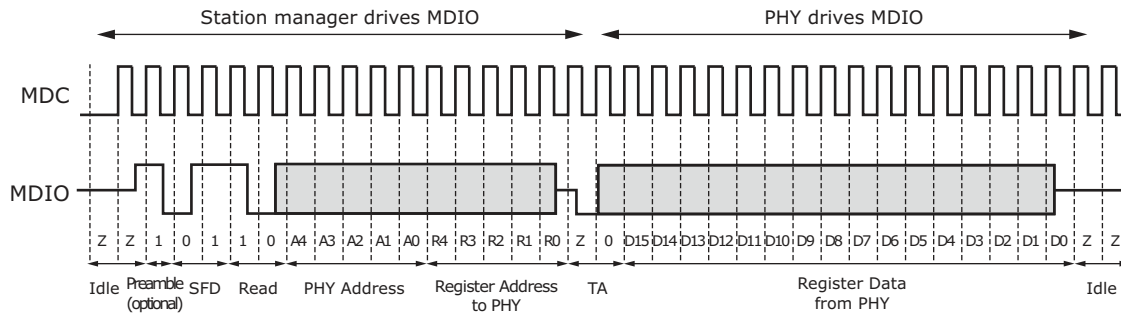 Station manager drives MDIO PHY drives MDIO
MDC
MDIO
Z Z 1 0 1 1 0 A4 A3 A2 A1 A0 R4 R3 R2 R1 R0 Z 0 D15 D14 D13 D12 D11 D10 D9 D8 D7 D6 D5 D4 D3 D2 D1 D0 Z Z
Idle Preamble SFD Read PHY Address Register Address TA Register Data Idle
(optional) to PHY from PHY